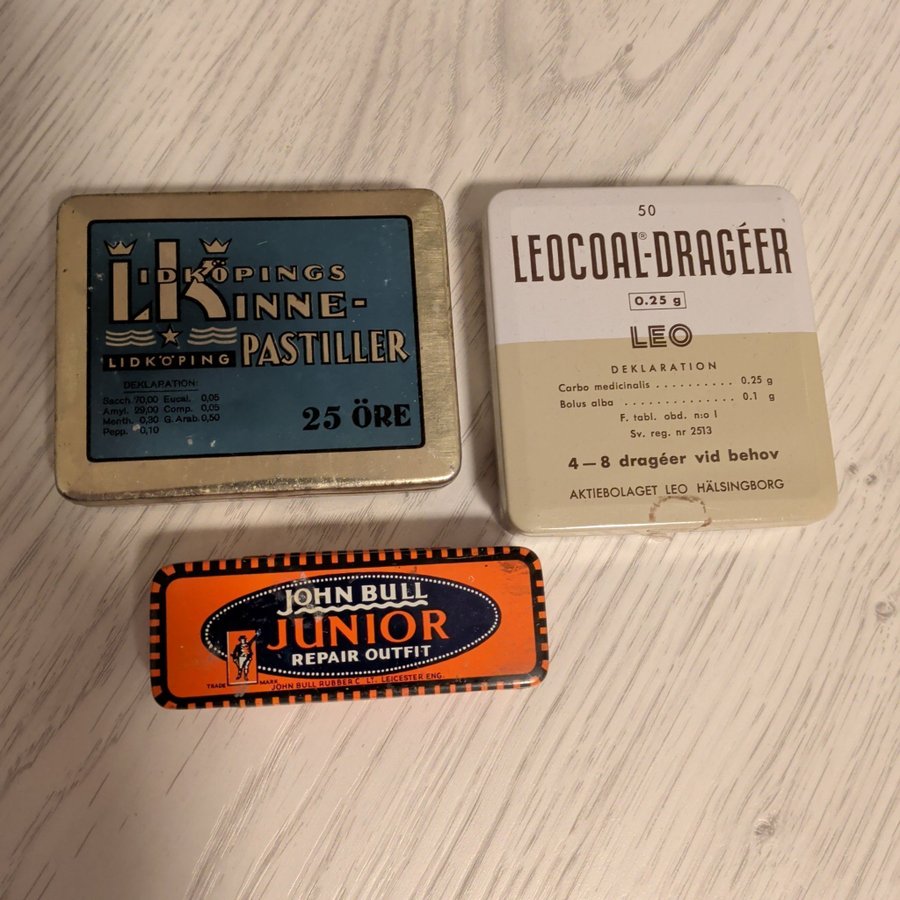 LK
LIDKÖPINGS
KINNE-
PASTILLER
LIDKÖPING
DEKLARATION:
Sacch. 70,00 Eucal. 0,05
Amyl. 29,00 Comp. 0,05
Menth. 0,30 G. Arab. 0,50
Pepp. 0,10
25 ÖRE
50
LEOCOAL®-DRAGÉER
0.25 g
LEO
DEKLARATION
Carbo medicinalis .......... 0.25 g
Bolus alba .............. 0.1 g
F. tabl. obd. n:o I
Sv. reg. nr 2513
4—8 dragéer vid behov
AKTIEBOLAGET LEO HÄLSINGBORG
JOHN BULL
JUNIOR
REPAIR OUTFIT
TRADE MARK
JOHN BULL RUBBER C LT. LEICESTER ENG.